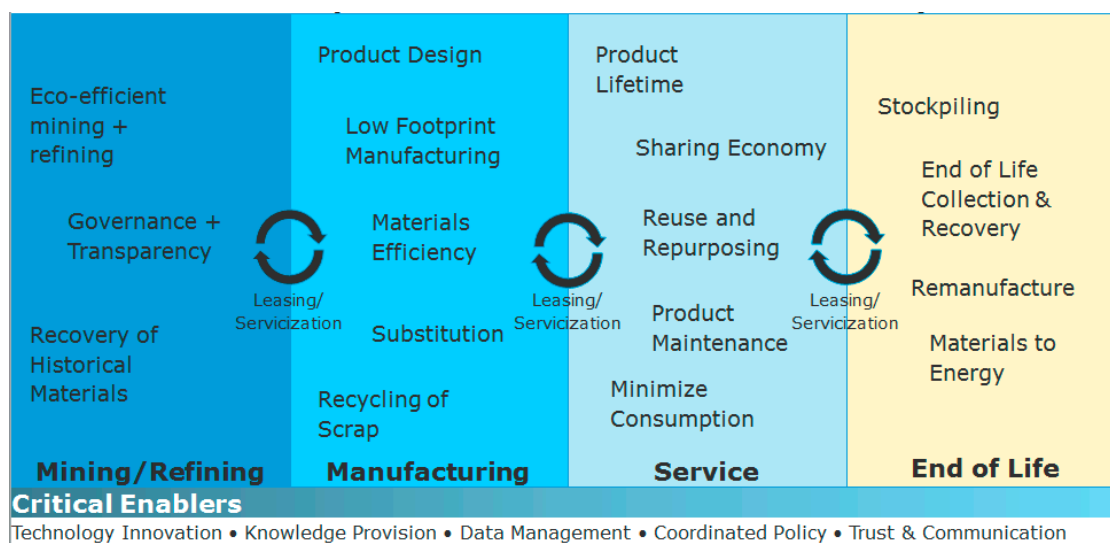 Eco-efficient
mining +
refining
Governance +
Transparency
Recovery of
Historical
Materials
Mining/Refining
Leasing/
Servicization
Product Design
Low Footprint
Manufacturing
Materials
Efficiency
Substitution
Recycling of
Scrap
Manufacturing
Leasing/
Servicization
Product
Lifetime
Sharing Economy
Reuse and
Repurposing
Product
Maintenance
Minimize
Consumption
Service
Leasing/
Servicization
Stockpiling
End of Life
Collection &
Recovery
Remanufacture
Materials to
Energy
End of Life
Critical Enablers
Technology Innovation • Knowledge Provision • Data Management • Coordinated Policy • Trust & Communication